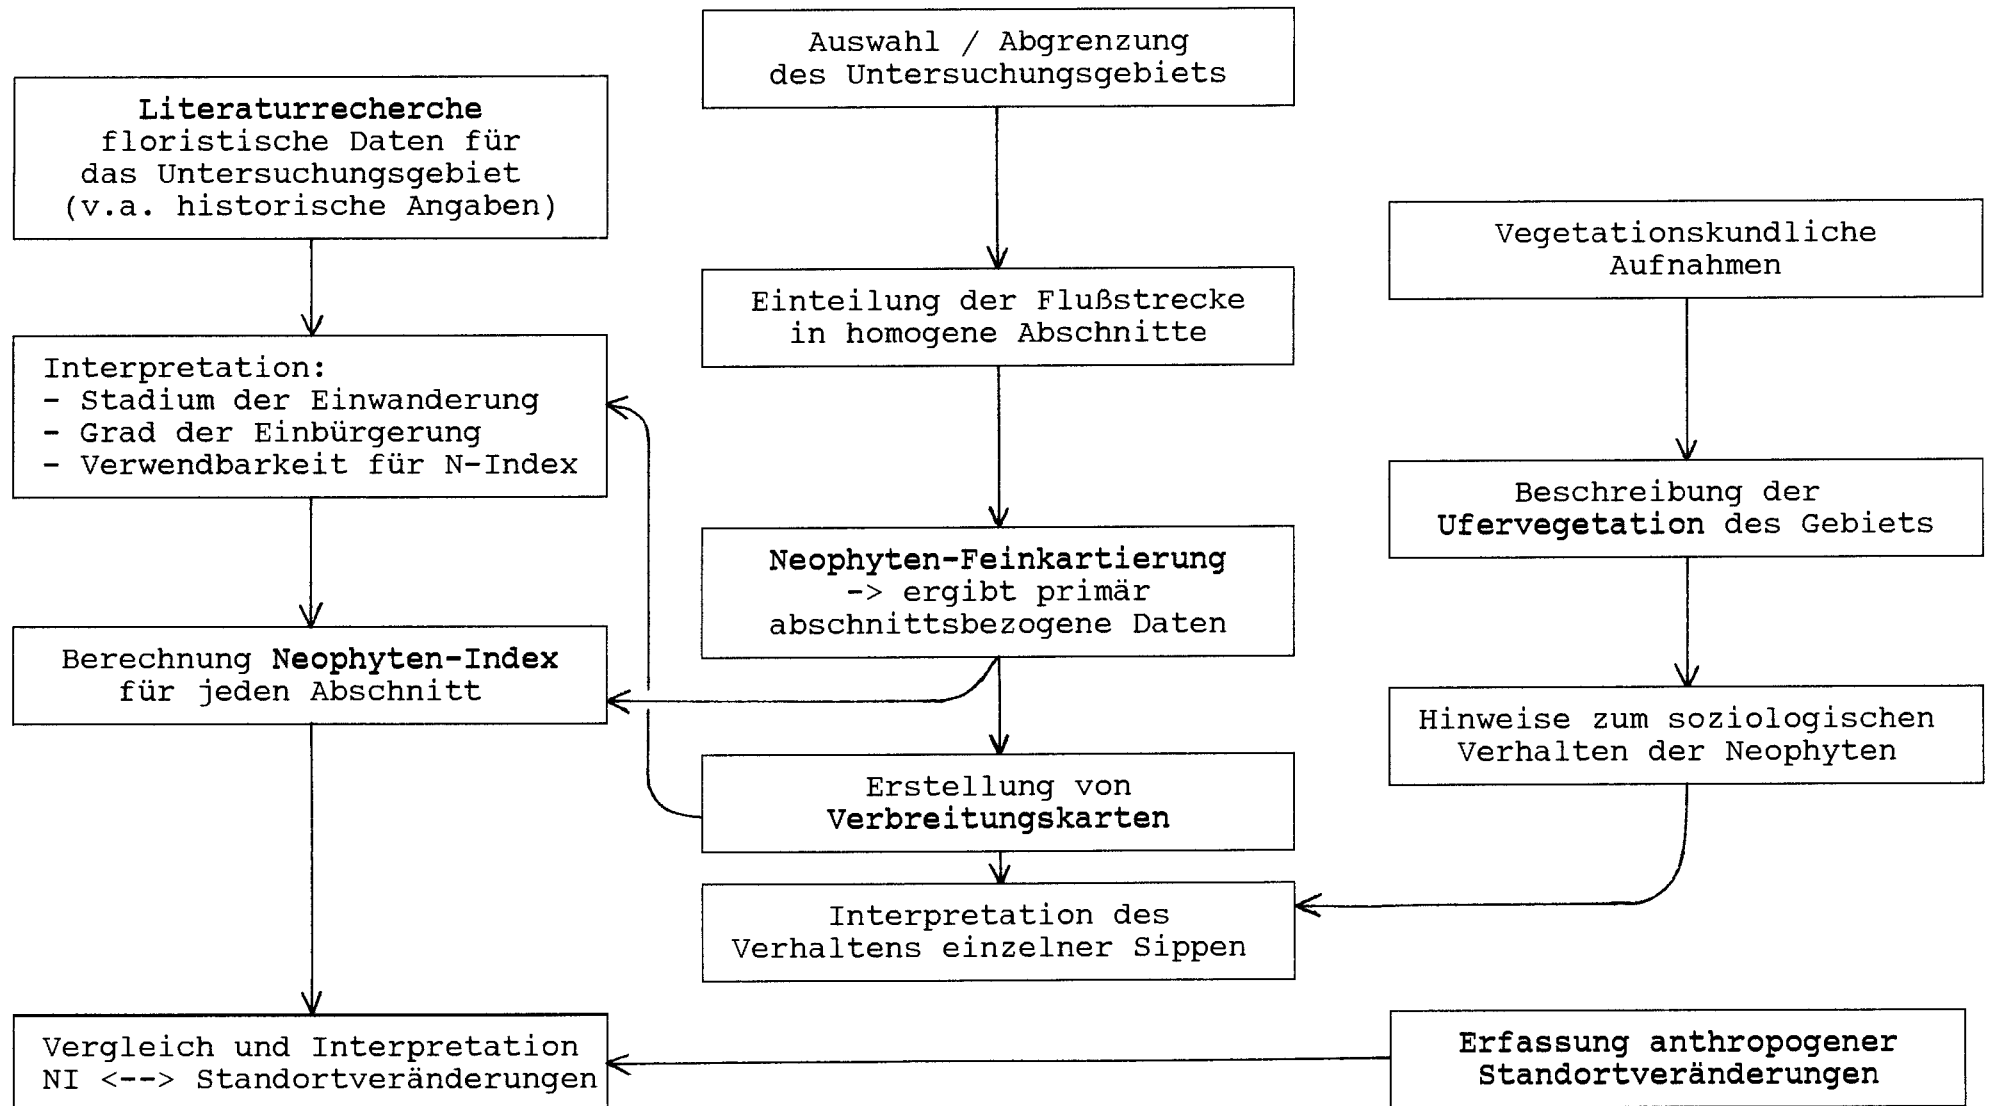 Auswahl / Abgrenzung
des Untersuchungsgebiets
Literaturrecherche
floristische Daten für
das Untersuchungsgebiet
(v.a. historische Angaben)
Vegetationskundliche
Aufnahmen
Einteilung der Flußstrecke
in homogene Abschnitte
Interpretation:
- Stadium der Einwanderung
- Grad der Einbürgerung
- Verwendbarkeit für N-Index
Beschreibung der
Ufervegetation des Gebiets
Neophyten-Feinkartierung
-> ergibt primär
abschnittsbezogene Daten
Berechnung Neophyten-Index
für jeden Abschnitt
Hinweise zum soziologischen
Verhalten der Neophyten
Erstellung von
Verbreitungskarten
Interpretation des
Verhaltens einzelner Sippen
Vergleich und Interpretation
NI <--> Standortveränderungen
Erfassung anthropogener
Standortveränderungen